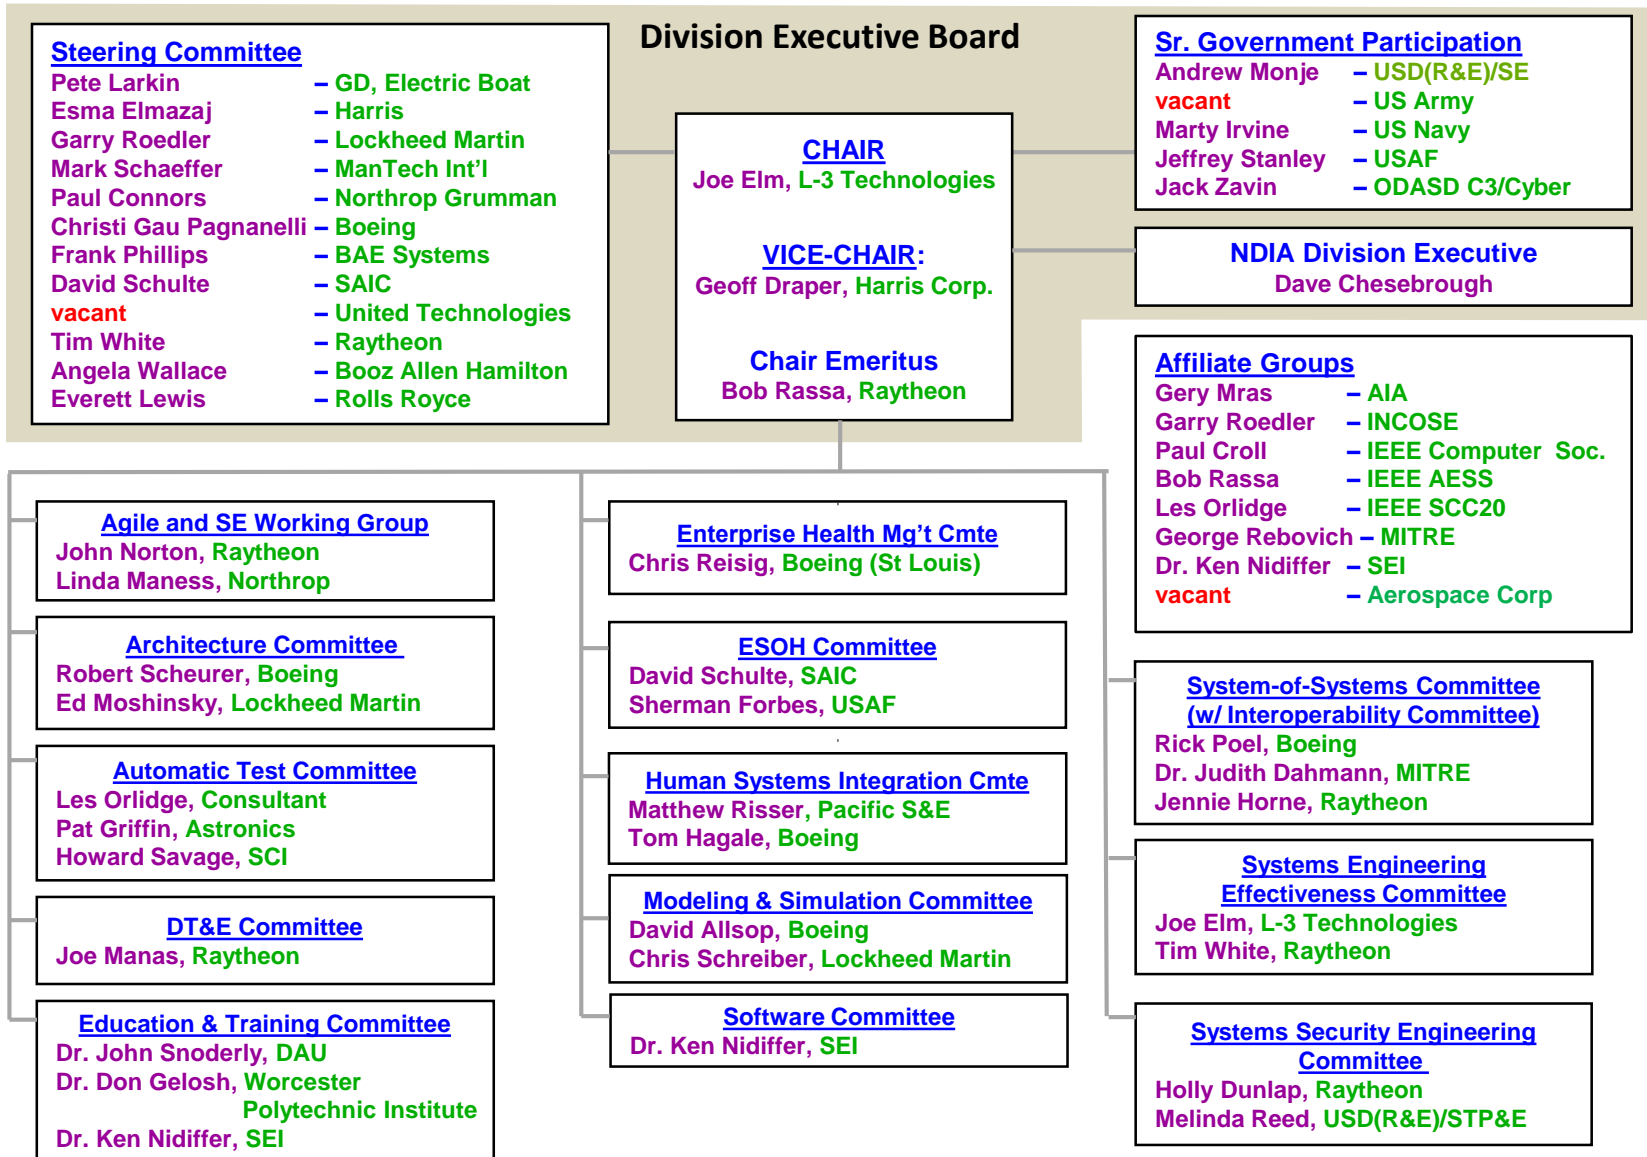 Division Executive Board
Steering Committee
Pete Larkin – GD, Electric Boat
Esma Elmazaj – Harris
Garry Roedler – Lockheed Martin
Mark Schaeffer – ManTech Int’l
Paul Connors – Northrop Grumman
Christi Gau Pagnanelli – Boeing
Frank Phillips – BAE Systems
David Schulte – SAIC
vacant – United Technologies
Tim White – Raytheon
Angela Wallace – Booz Allen Hamilton
Everett Lewis – Rolls Royce
CHAIR
Joe Elm, L-3 Technologies
VICE-CHAIR:
Geoff Draper, Harris Corp.
Chair Emeritus
Bob Rassa, Raytheon
Sr. Government Participation
Andrew Monje – USD(R&E)/SE
vacant – US Army
Marty Irvine – US Navy
Jeffrey Stanley – USAF
Jack Zavin – ODASD C3/Cyber
NDIA Division Executive
Dave Chesebrough
Affiliate Groups
Gery Mras – AIA
Garry Roedler – INCOSE
Paul Croll – IEEE Computer Soc.
Bob Rassa – IEEE AESS
Les Orlidge – IEEE SCC20
George Rebovich – MITRE
Dr. Ken Nidiffer – SEI
vacant – Aerospace Corp
Agile and SE Working Group
John Norton, Raytheon
Linda Maness, Northrop
Architecture Committee
Robert Scheurer, Boeing
Ed Moshinsky, Lockheed Martin
Automatic Test Committee
Les Orlidge, Consultant
Pat Griffin, Astronics
Howard Savage, SCI
DT&E Committee
Joe Manas, Raytheon
Education & Training Committee
Dr. John Snoderly, DAU
Dr. Don Gelosh, Worcester
Polytechnic Institute
Dr. Ken Nidiffer, SEI
Enterprise Health Mg't Cmte
Chris Reisig, Boeing (St Louis)
ESOH Committee
David Schulte, SAIC
Sherman Forbes, USAF
Human Systems Integration Cmte
Matthew Risser, Pacific S&E
Tom Hagale, Boeing
Modeling & Simulation Committee
David Allsop, Boeing
Chris Schreiber, Lockheed Martin
Software Committee
Dr. Ken Nidiffer, SEI
System-of-Systems Committee
(w/ Interoperability Committee)
Rick Poel, Boeing
Dr. Judith Dahmann, MITRE
Jennie Horne, Raytheon
Systems Engineering
Effectiveness Committee
Joe Elm, L-3 Technologies
Tim White, Raytheon
Systems Security Engineering
Committee
Holly Dunlap, Raytheon
Melinda Reed, USD(R&E)/STP&E